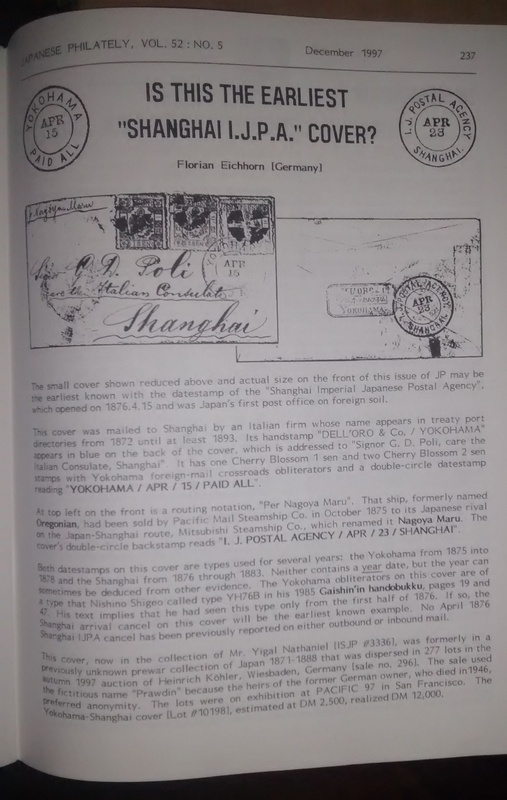 JAPANESE PHILATELY, VOL. 52 : NO. 5 December 1997 237
IS THIS THE EARLIEST
"SHANGHAI I.J.P.A." COVER?
YOKOHAMA
APR
15
PAID ALL
I. J. POSTAL AGENCY
APR
23
SHANGHAI.
Florian Eichhorn [Germany]
p. Nagoya Maru
G. D. Poli
care the Italian Consulate
Shanghai
APR
15
YOKOHAMA
I. J. POSTAL AGENCY
APR
23
SHANGHAI
The small cover shown reduced above and actual size on the front of this issue of JP may be
the earliest known with the datestamp of the "Shanghai Imperial Japanese Postal Agency",
which opened on 1876.4.15 and was Japan's first post office on foreign soil.
This cover was mailed to Shanghai by an Italian firm whose name appears in treaty port
directories from 1872 until at least 1893. Its handstamp "DELL'ORO & Co. / YOKOHAMA"
appears in blue on the back of the cover, which is addressed to "Signor G. D. Poli, care the
Italian Consulate, Shanghai". It has one Cherry Blossom 1 sen and two Cherry Blossom 2 sen
stamps with Yokohama foreign-mail crossroads obliterators and a double-circle datestamp
reading "YOKOHAMA / APR / 15 / PAID ALL".
At top left on the front is a routing notation, "Per Nagoya Maru". That ship, formerly named
Oregonian, had been sold by Pacific Mail Steamship Co. in October 1875 to its Japanese rival
on the Japan-Shanghai route, Mitsubishi Steamship Co., which renamed it Nagoya Maru. The
cover's double-circle backstamp reads "I. J. POSTAL AGENCY / APR / 23 / SHANGHAI".
Both datestamps on this cover are types used for several years: the Yokohama from 1875 into
1878 and the Shanghai from 1876 through 1883. Neither contains a year date, but the year can
sometimes be deduced from other evidence. The Yokohama obliterators on this cover are of
a type that Nishino Shigeo called type YH76B in his 1985 Gaishin'in handobukku, pages 19 and
47. His text implies that he had seen this type only from the first half of 1876. If so, the
Shanghai arrival cancel on this cover will be the earliest known example. No April 1876
Shanghai IJPA cancel has been previously reported on either outbound or inbound mail.
This cover, now in the collection of Mr. Yigal Nathaniel [ISJP #3336], was formerly in a
previously unknown prewar collection of Japan 1871-1888 that was dispersed in 277 lots in the
autumn 1997 auction of Heinrich Köhler, Wiesbaden, Germany [sale no. 296]. The sale used
the fictitious name "Prawdin" because the heirs of the former German owner, who died in 1946,
preferred anonymity. The lots were on exhibition at PACIFIC 97 in San Francisco. The
Yokohama-Shanghai cover [Lot #10198], estimated at DM 2,500, realized DM 12,000.